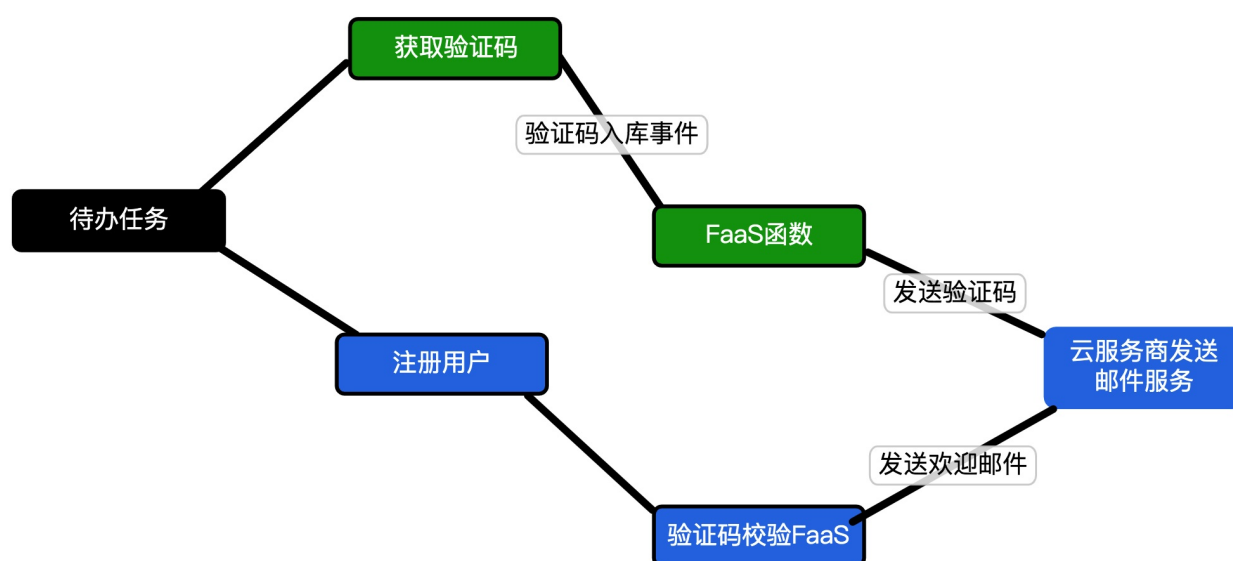 获取验证码
验证码入库事件
待办任务
FaaS函数
发送验证码
注册用户
云服务商发送
邮件服务
发送欢迎邮件
验证码校验FaaS